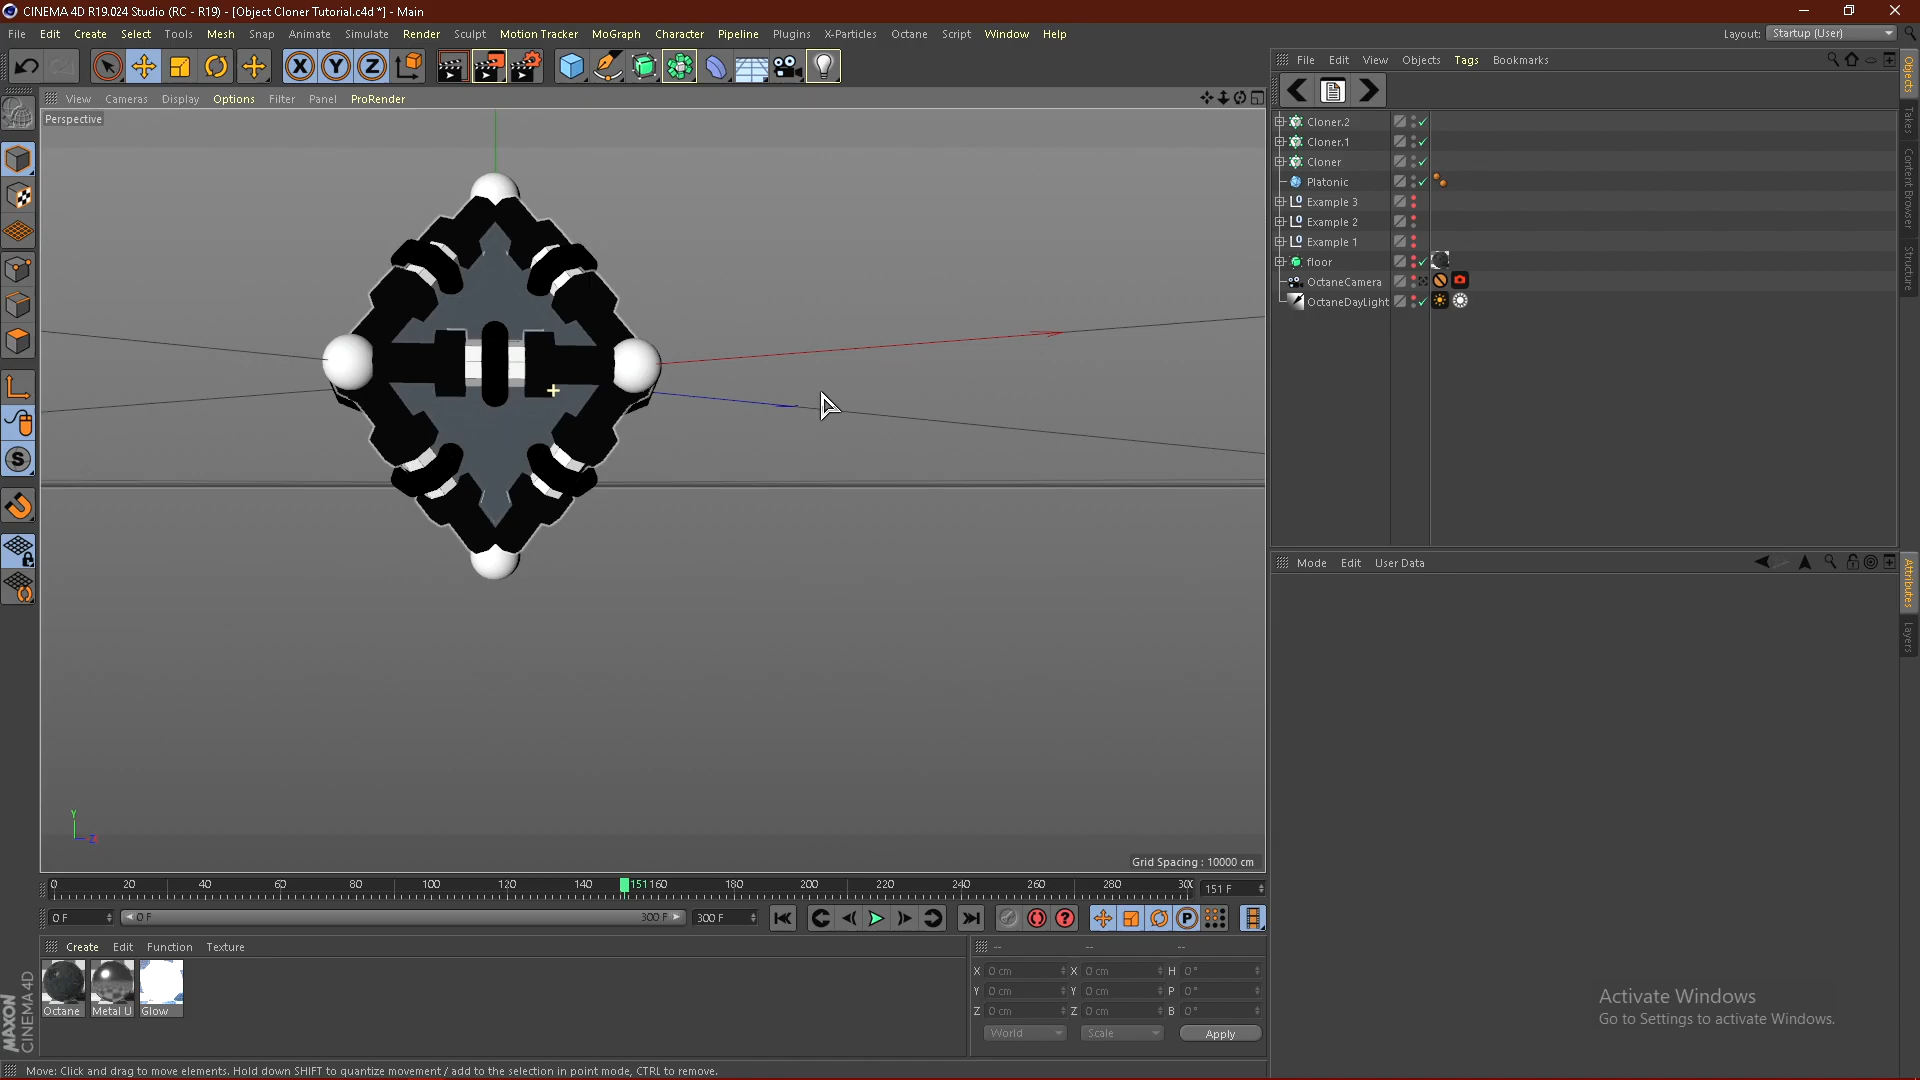 CINEMA 4D R19.024 Studio (RC - R19) - [Object Cloner Tutorial.c4d *] - Main
File Edit Create Select Tools Mesh Snap Animate Simulate Render Sculpt Motion Tracker MoGraph Character Pipeline Plugins X-Particles Octane Script Window Help
Layout: Startup (User)
File Edit View Objects Tags Bookmarks
View Cameras Display Options Filter Panel ProRender
Perspective
Cloner.2
Cloner.1
Cloner
Platonic
Example 3
Example 2
Example 1
floor
OctaneCamera
OctaneDayLight
Objects
Takes
Content Browser
Structure
Mode Edit User Data
Attributes
Layers
Y
Z
Grid Spacing : 10000 cm
0 20 40 60 80 100 120 140 151 160 180 200 220 240 260 280 300 151 F
0 F 0 F 300 F 300 F
Create Edit Function Texture
-- -- --
Octane Metal U Glow
X 0 cm X 0 cm H 0°
Y 0 cm Y 0 cm P 0°
Z 0 cm Z 0 cm B 0°
World Scale Apply
MAXON
CINEMA 4D
Activate Windows
Go to Settings to activate Windows.
Move: Click and drag to move elements. Hold down SHIFT to quantize movement / add to the selection in point mode, CTRL to remove.